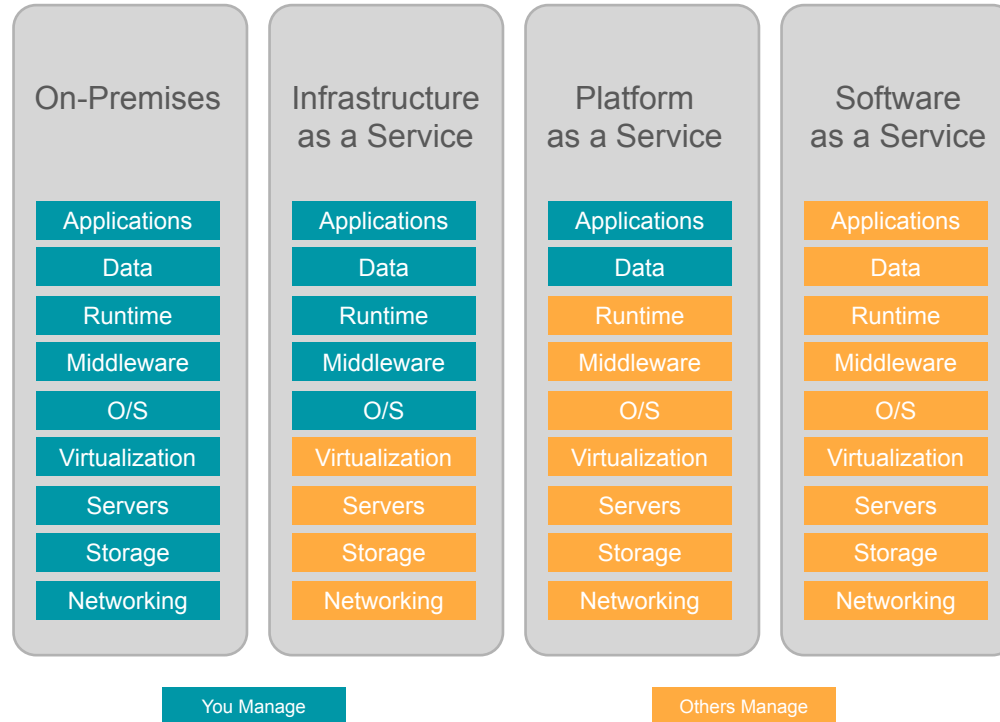 On-Premises
Applications
Data
Runtime
Middleware
O/S
Virtualization
Servers
Storage
Networking
Infrastructure
as a Service
Applications
Data
Runtime
Middleware
O/S
Virtualization
Servers
Storage
Networking
Platform
as a Service
Applications
Data
Runtime
Middleware
O/S
Virtualization
Servers
Storage
Networking
Software
as a Service
Applications
Data
Runtime
Middleware
O/S
Virtualization
Servers
Storage
Networking
You Manage
Others Manage